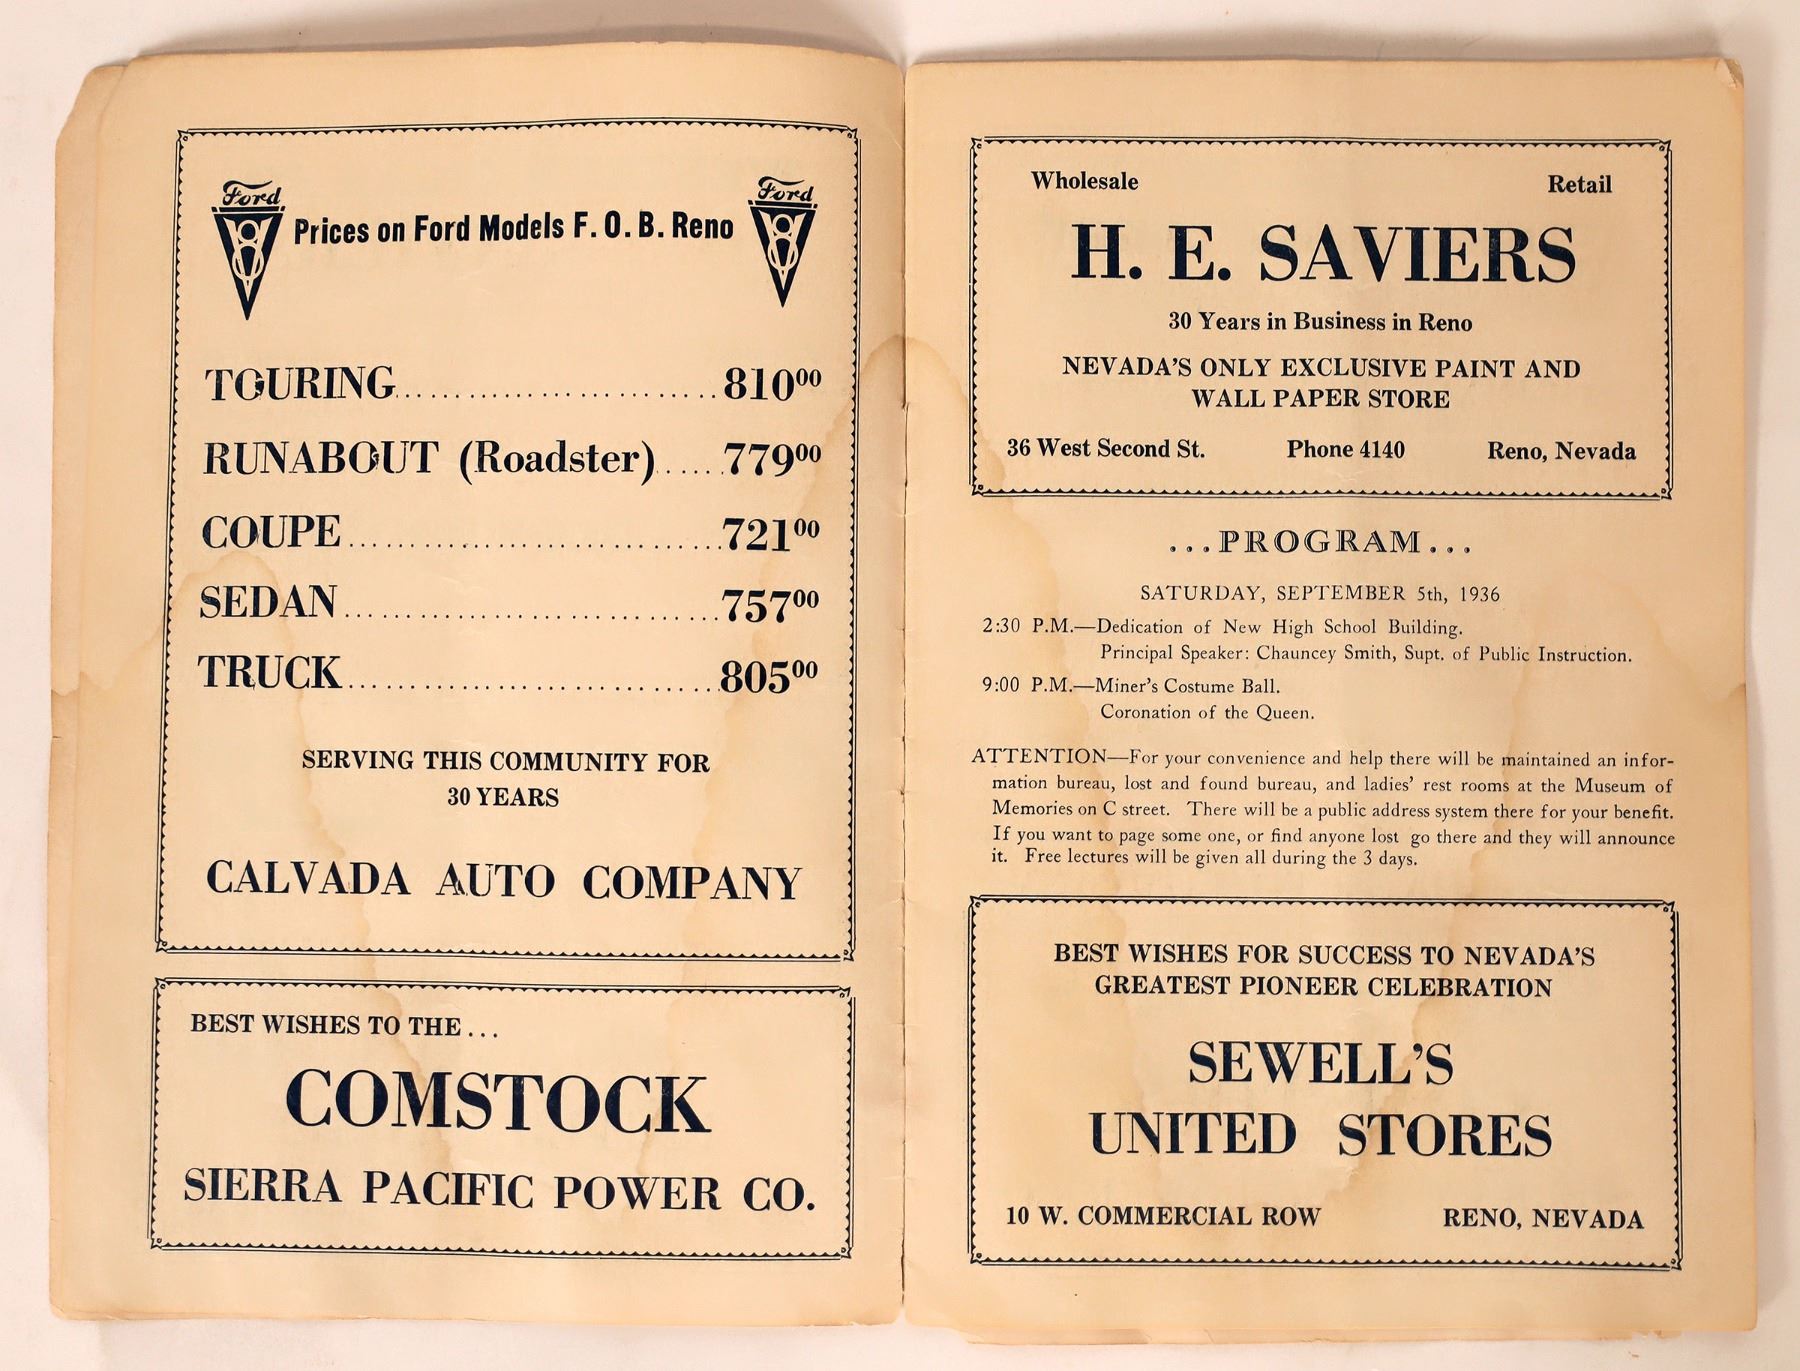 Ford
Ford
V8
V8
Prices on Ford Models F. O. B. Reno
TOURING..........................810⁰⁰
RUNABOUT (Roadster).....779⁰⁰
COUPE..............................721⁰⁰
SEDAN..............................757⁰⁰
TRUCK..............................805⁰⁰
SERVING THIS COMMUNITY FOR
30 YEARS
CALVADA AUTO COMPANY
BEST WISHES TO THE...
COMSTOCK
SIERRA PACIFIC POWER CO.
Wholesale Retail
H. E. SAVIERS
30 Years in Business in Reno
NEVADA'S ONLY EXCLUSIVE PAINT AND
WALL PAPER STORE
36 West Second St. Phone 4140 Reno, Nevada
...PROGRAM...
SATURDAY, SEPTEMBER 5th, 1936
2:30 P.M.—Dedication of New High School Building.
Principal Speaker: Chauncey Smith, Supt. of Public Instruction.
9:00 P.M.—Miner's Costume Ball.
Coronation of the Queen.
ATTENTION—For your convenience and help there will be maintained an infor-
mation bureau, lost and found bureau, and ladies' rest rooms at the Museum of
Memories on C street. There will be a public address system there for your benefit.
If you want to page some one, or find anyone lost go there and they will announce
it. Free lectures will be given all during the 3 days.
BEST WISHES FOR SUCCESS TO NEVADA'S
GREATEST PIONEER CELEBRATION
SEWELL'S
UNITED STORES
10 W. COMMERCIAL ROW RENO, NEVADA